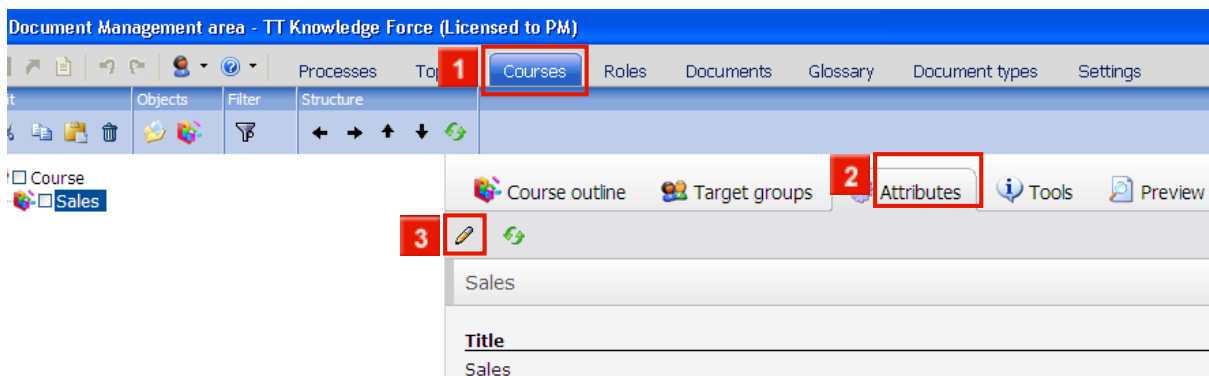 Document Management area - TT Knowledge Force (Licensed to PM)
Processes 1 Courses Roles Documents Glossary Document types Settings
Objects Filter Structure
Course
Sales
Course outline Target groups 2 Attributes Tools Preview
3
Sales
Title
Sales